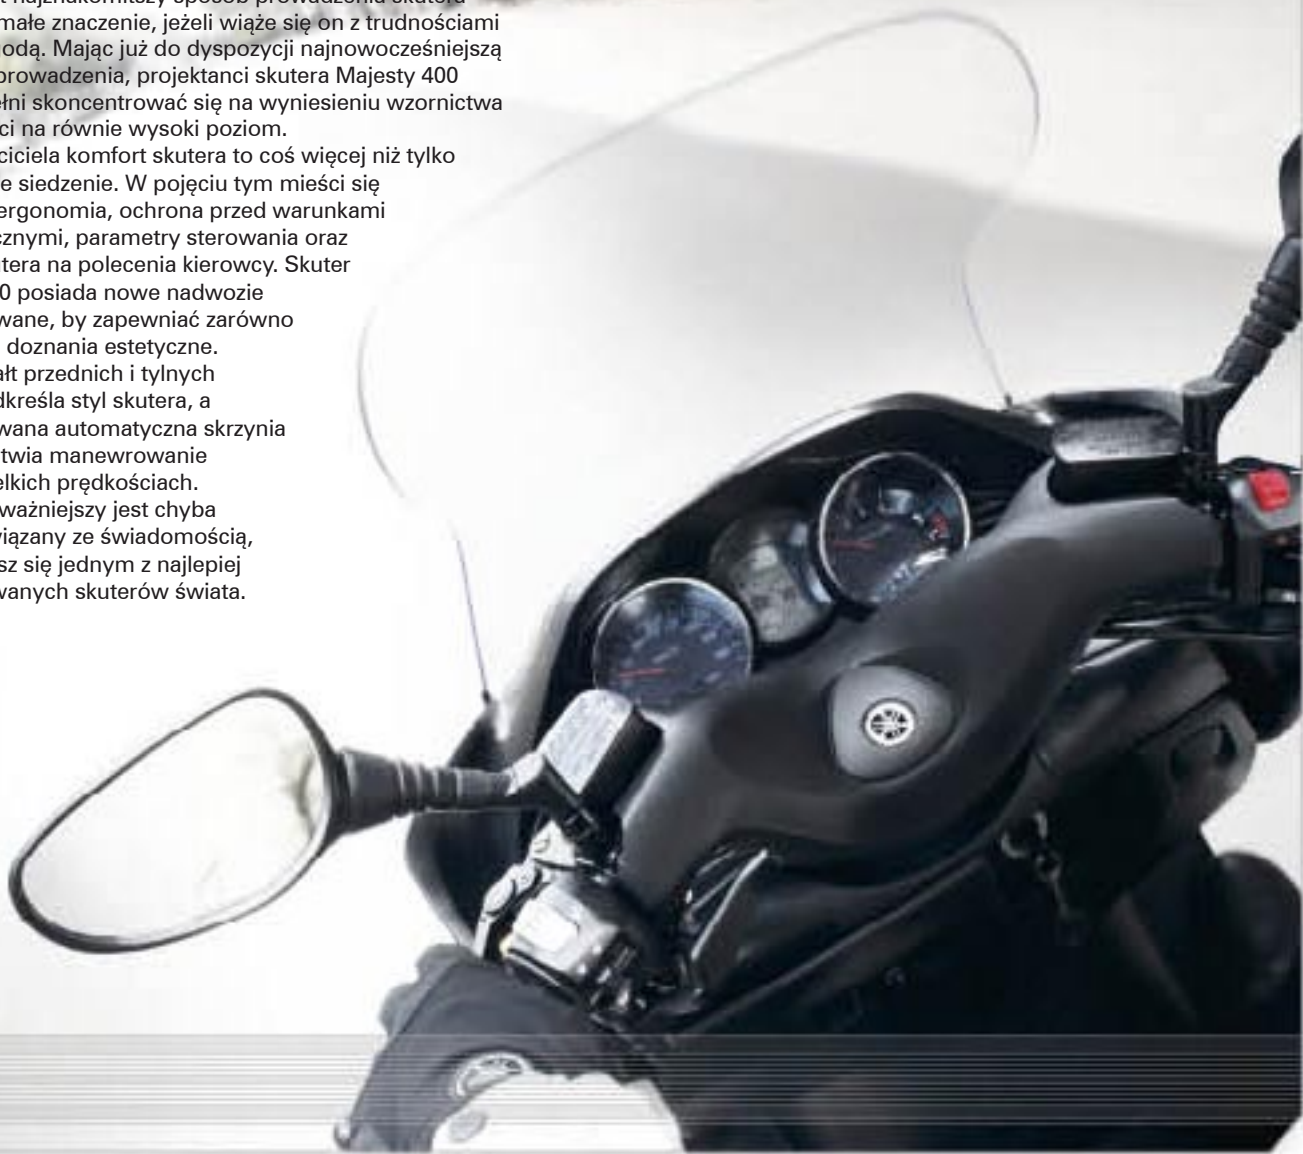 t najznakomitszy sposób prowadzenia skutera
małe znaczenie, jeżeli wiąże się on z trudnościami
odą. Mając już do dyspozycji najnowocześniejszą
prowadzenia, projektanci skutera Majesty 400
łni skoncentrować się na wyniesieniu wzornictwa
ci na równie wysoki poziom.
ciciela komfort skutera to coś więcej niż tylko
e siedzenie. W pojęciu tym mieści się
ergonomia, ochrona przed warunkami
cznymi, parametry sterowania oraz
tera na polecenia kierowcy. Skuter
0 posiada nowe nadwozie
wane, by zapewniać zarówno
doznania estetyczne.
ałt przednich i tylnych
dkreśla styl skutera, a
wana automatyczna skrzynia
twia manewrowanie
elkich prędkościach.
ważniejszy jest chyba
iązany ze świadomością,
sz się jednym z najlepiej
wanych skuterów świata.